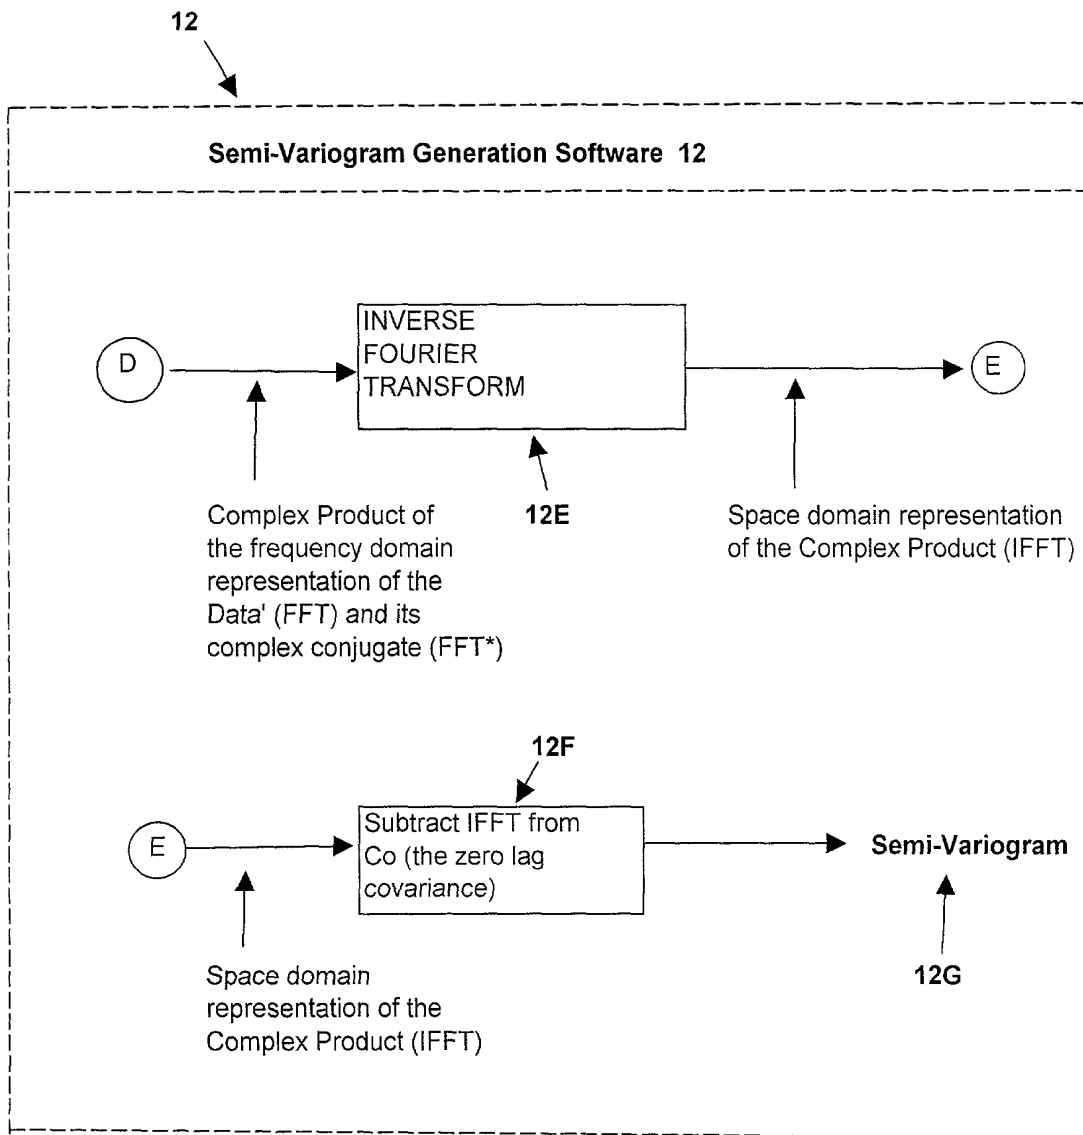 12
Semi-Variogram Generation Software 12
INVERSE
FOURIER
TRANSFORM
D
E
Complex Product of
the frequency domain
representation of the
Data' (FFT) and its
complex conjugate (FFT*)
12E
Space domain representation
of the Complex Product (IFFT)
12F
E
Subtract IFFT from
Co (the zero lag
covariance)
Semi-Variogram
Space domain
representation of the
Complex Product (IFFT)
12G